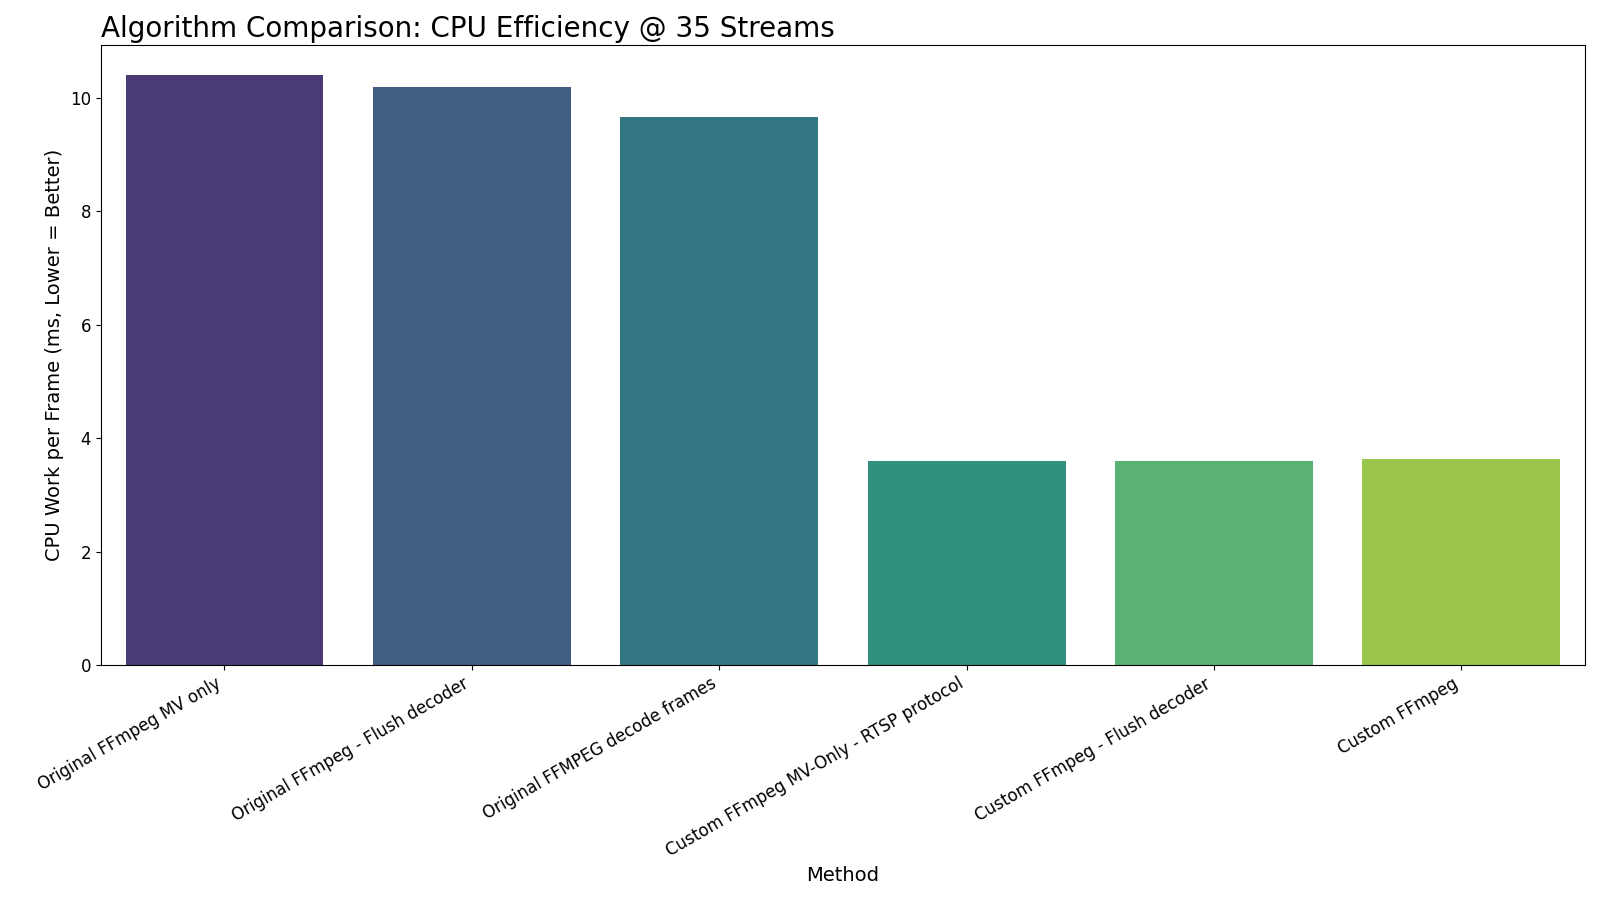 Algorithm Comparison: CPU Efficiency @ 35 Streams
CPU Work per Frame (ms, Lower = Better)
10
8
6
4
2
0
Original FFmpeg MV only
Original FFmpeg - Flush decoder
Original FFMPEG decode frames
Custom FFmpeg MV-Only - RTSP protocol
Custom FFmpeg - Flush decoder
Custom FFmpeg
Method